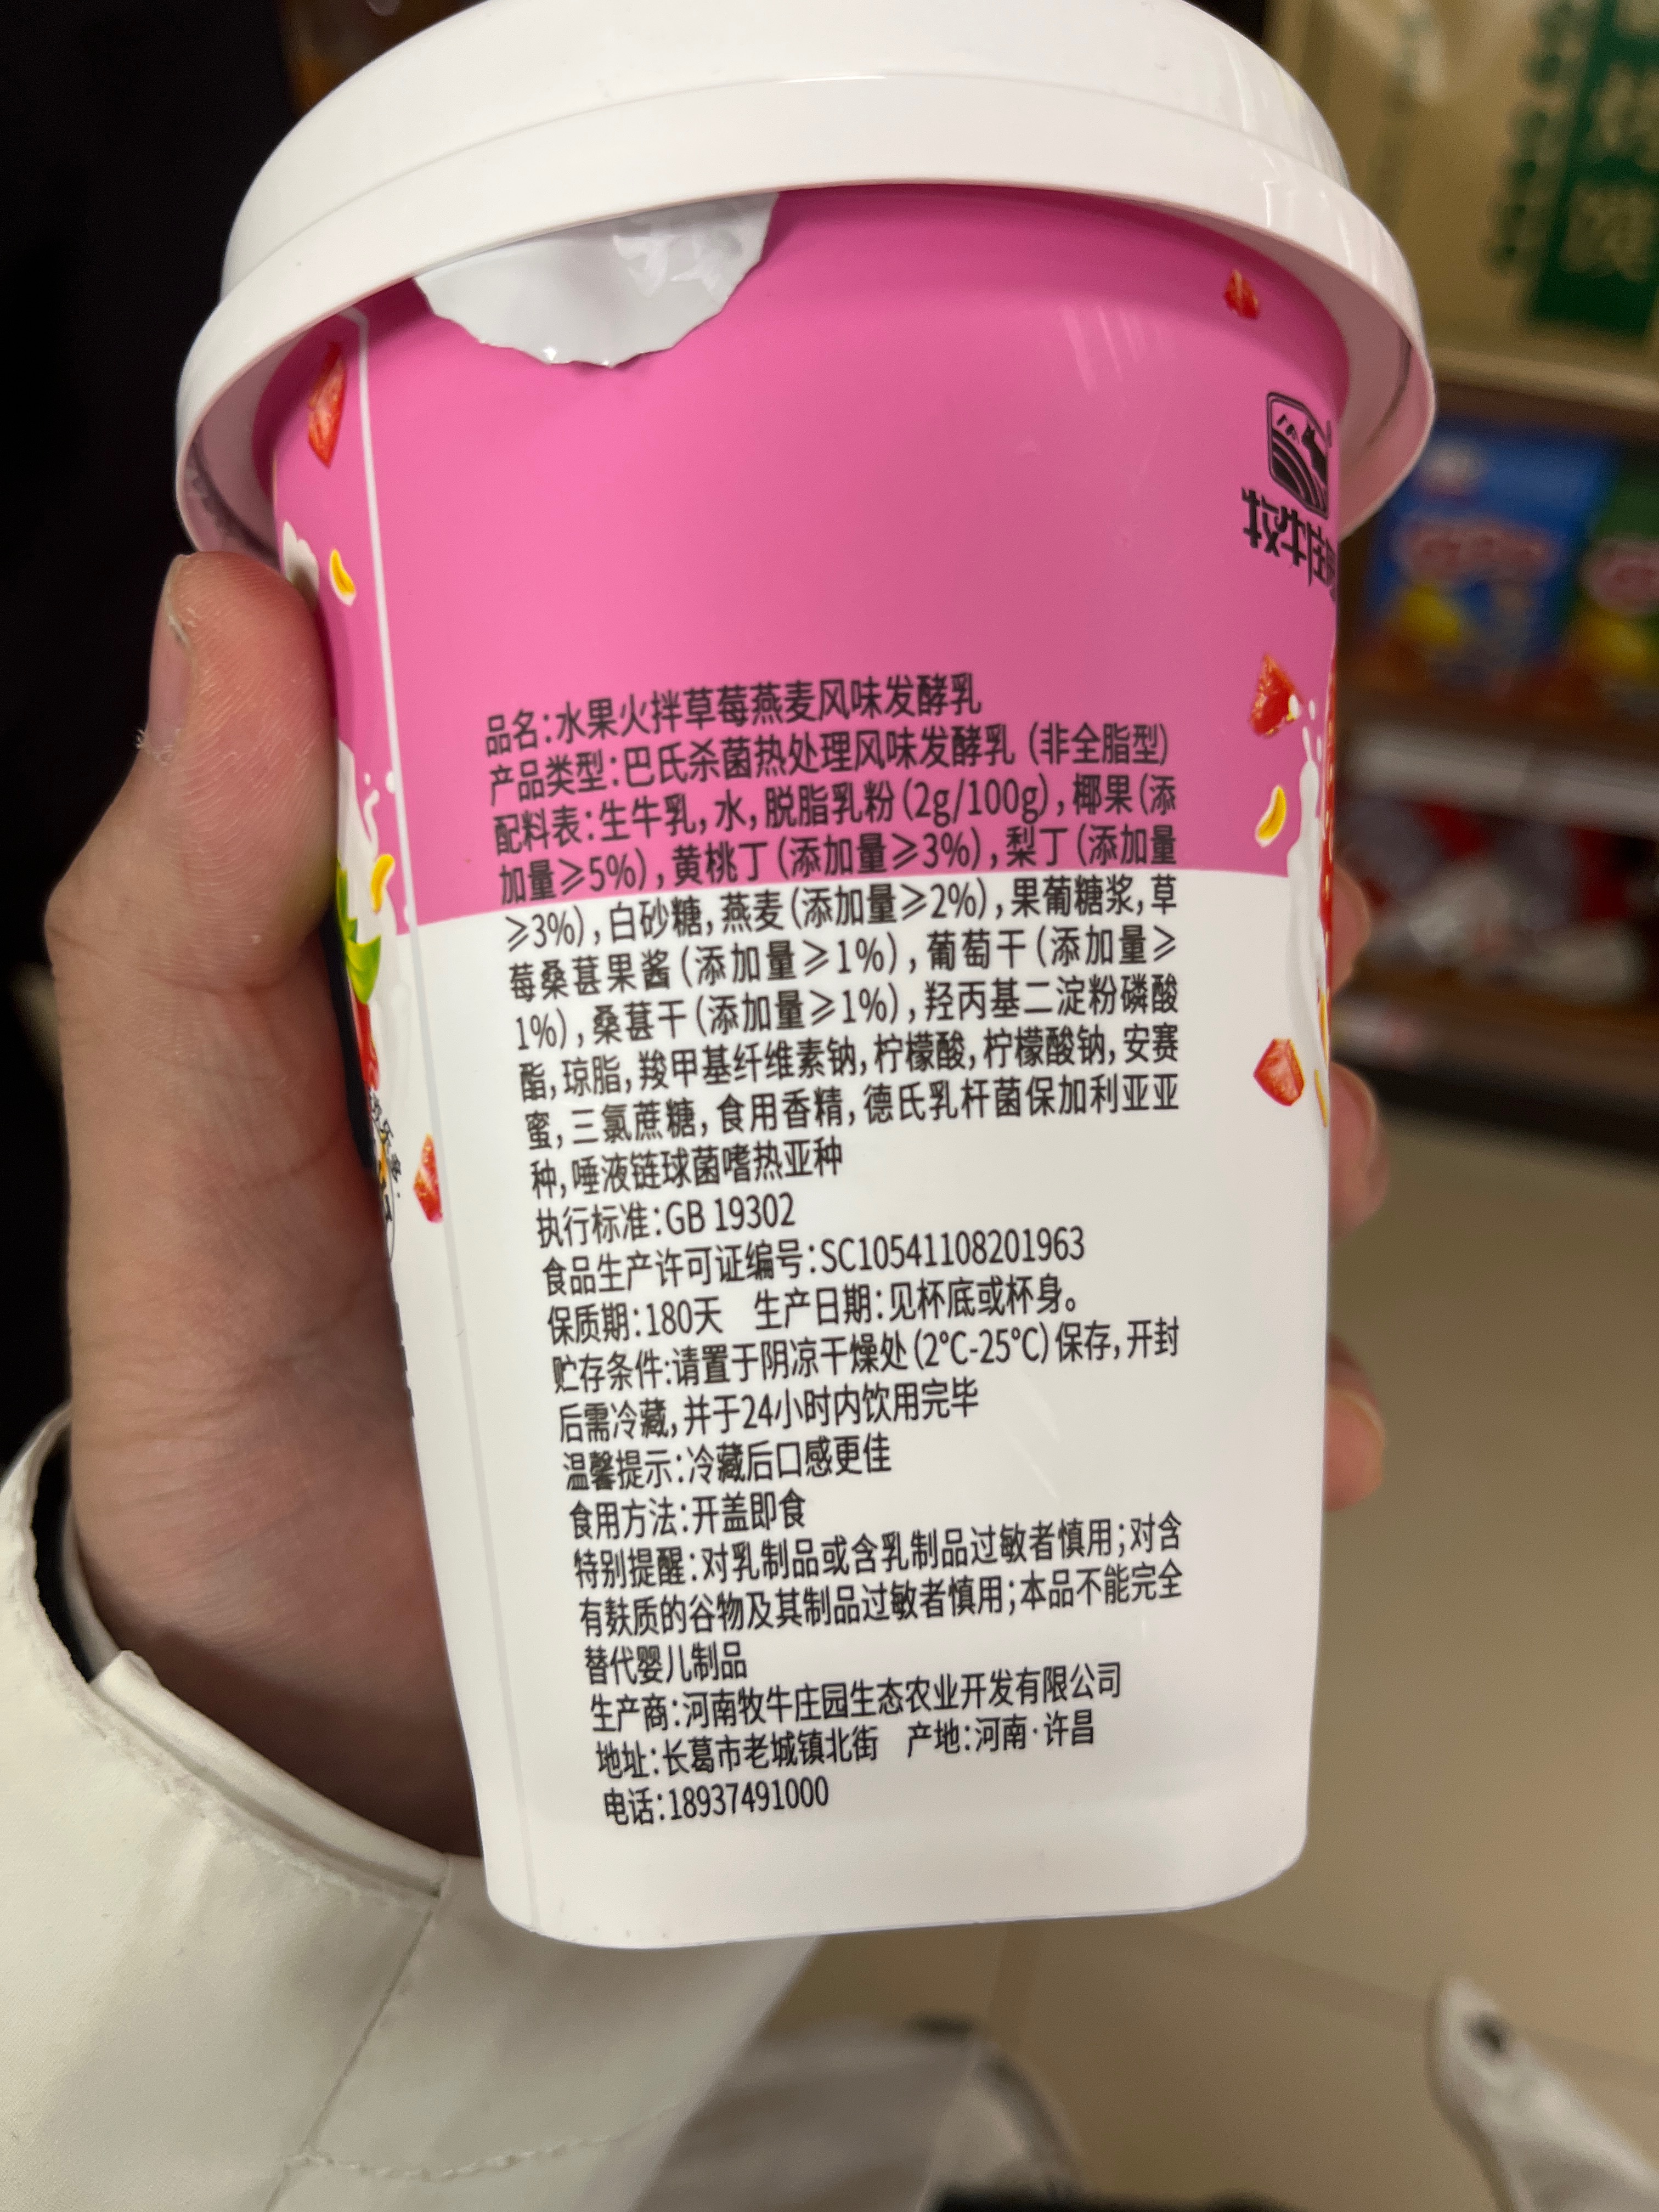 牧牛庄
品名:水果火拌草莓燕麦风味发酵乳
产品类型:巴氏杀菌热处理风味发酵乳(非全脂型)
配料表:生牛乳,水,脱脂乳粉(2g/100g),椰果(添
加量≥5%),黄桃丁(添加量≥3%),梨丁(添加量
≥3%),白砂糖,燕麦(添加量≥2%),果葡糖浆,草
莓桑葚果酱(添加量≥1%),葡萄干(添加量≥
1%),桑葚干(添加量≥1%),羟丙基二淀粉磷酸
酯,琼脂,羧甲基纤维素钠,柠檬酸,柠檬酸钠,安赛
蜜,三氯蔗糖,食用香精,德氏乳杆菌保加利亚亚
种,唾液链球菌嗜热亚种
执行标准:GB 19302
食品生产许可证编号:SC10541108201963
保质期:180天 生产日期:见杯底或杯身。
贮存条件:请置于阴凉干燥处(2℃-25℃)保存,开封
后需冷藏,并于24小时内饮用完毕
温馨提示:冷藏后口感更佳
食用方法:开盖即食
特别提醒:对乳制品或含乳制品过敏者慎用;对含
有麸质的谷物及其制品过敏者慎用;本品不能完全
替代婴儿制品
生产商:河南牧牛庄园生态农业开发有限公司
地址:长葛市老城镇北街 产地:河南·许昌
电话:18937491000